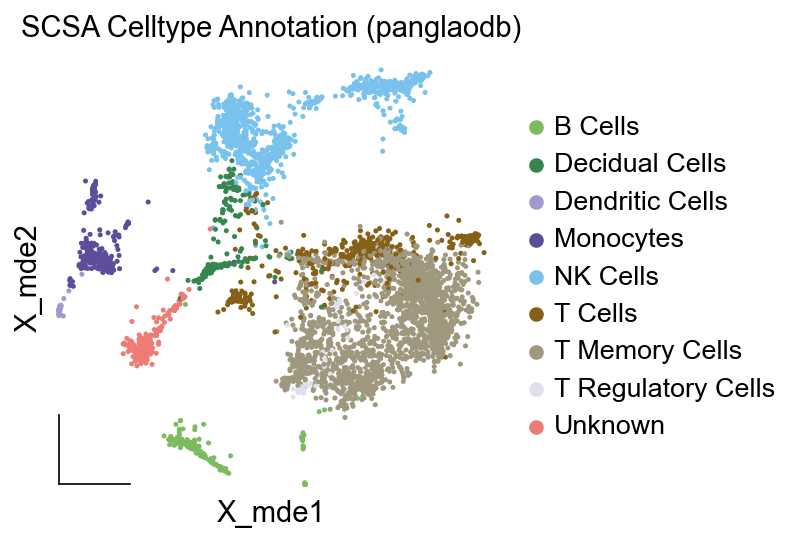 SCSA Celltype Annotation (panglaodb)
B Cells
Decidual Cells
Dendritic Cells
Monocytes
NK Cells
T Cells
T Memory Cells
T Regulatory Cells
Unknown
X_mde2
X_mde1